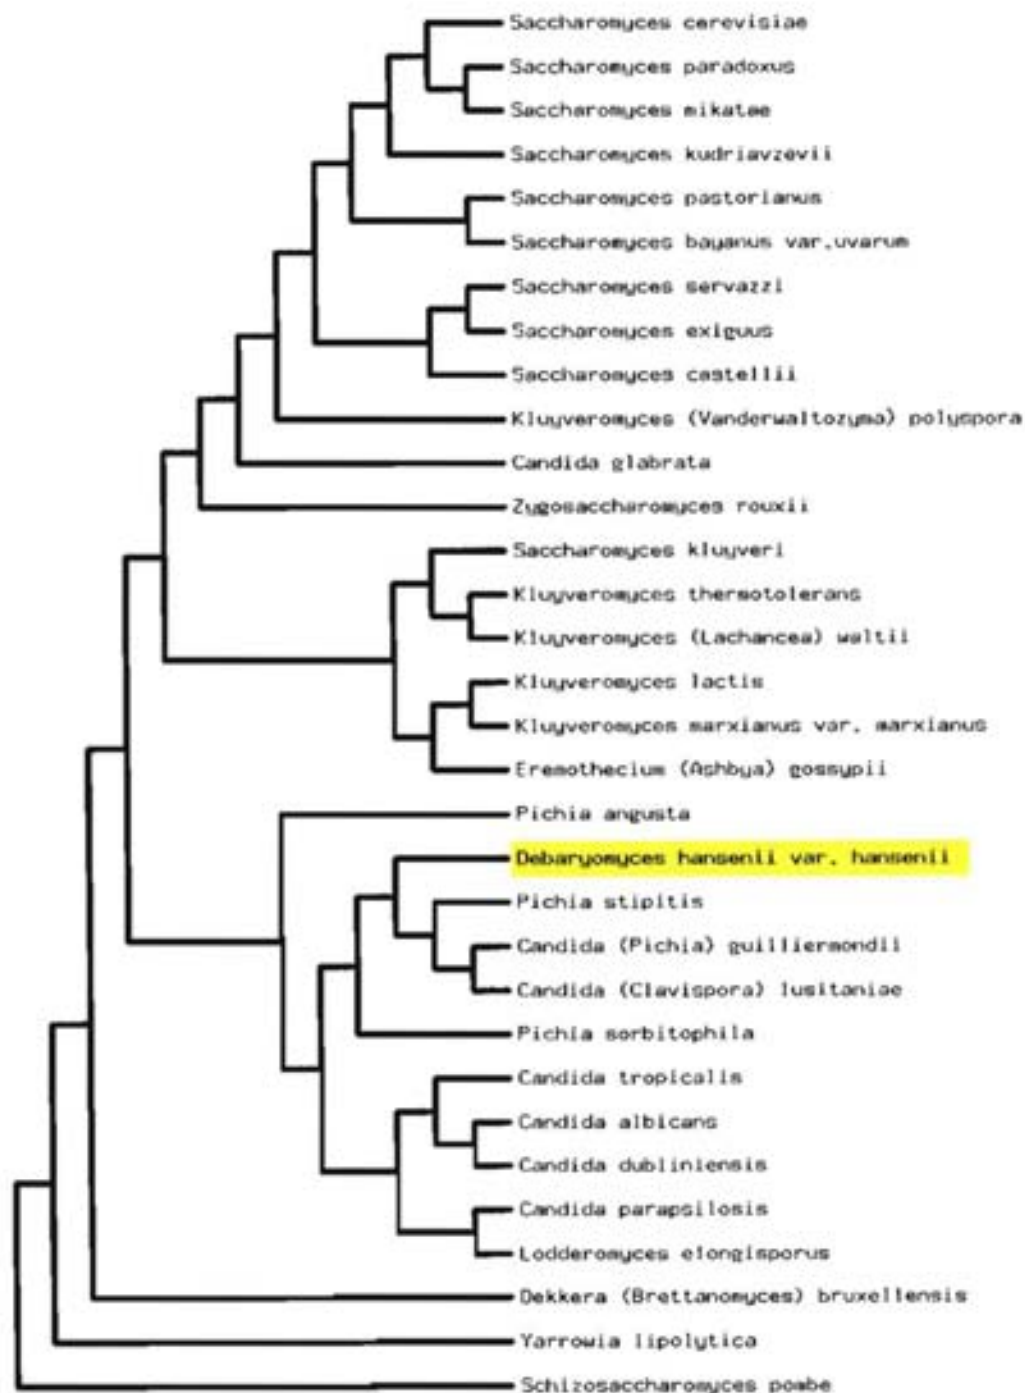 Saccharomyces cerevisiae
Saccharomyces paradoxus
Saccharomyces mikatae
Saccharomyces kudriavzevii
Saccharomyces pastorianus
Saccharomyces bayanus var.uvarum
Saccharomyces servazzi
Saccharomyces exiguus
Saccharomyces castellii
Kluyveromyces (Vanderwaltozyma) polyspora
Candida glabrata
Zygosaccharomyces rouxii
Saccharomyces kluyveri
Kluyveromyces thermotolerans
Kluyveromyces (Lachancea) waltii
Kluyveromyces lactis
Kluyveromyces marxianus var. marxianus
Eremothecium (Ashbya) gossypii
Pichia angusta
Debaryomyces hansenii var. hansenii
Pichia stipitis
Candida (Pichia) guilliermondii
Candida (Clavispora) lusitaniae
Pichia sorbitophila
Candida tropicalis
Candida albicans
Candida dubliniensis
Candida parapsilosis
Lodderomyces elongisporus
Dekkera (Brettanomyces) bruxellensis
Yarrowia lipolytica
Schizosaccharomyces pombe